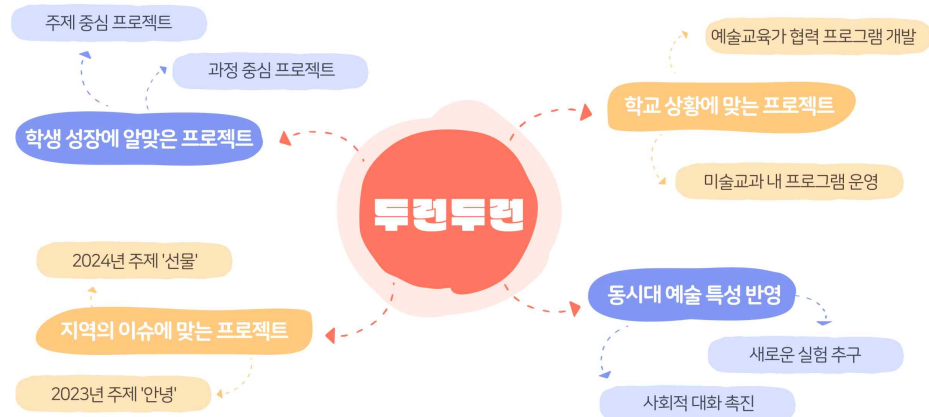 주제 중심 프로젝트
과정 중심 프로젝트
학생 성장에 알맞은 프로젝트
예술교육가 협력 프로그램 개발
학교 상황에 맞는 프로젝트
미술교과 내 프로그램 운영
두런두런
2024년 주제 '선물'
지역의 이슈에 맞는 프로젝트
2023년 주제 '안녕'
동시대 예술 특성 반영
새로운 실험 추구
사회적 대화 촉진